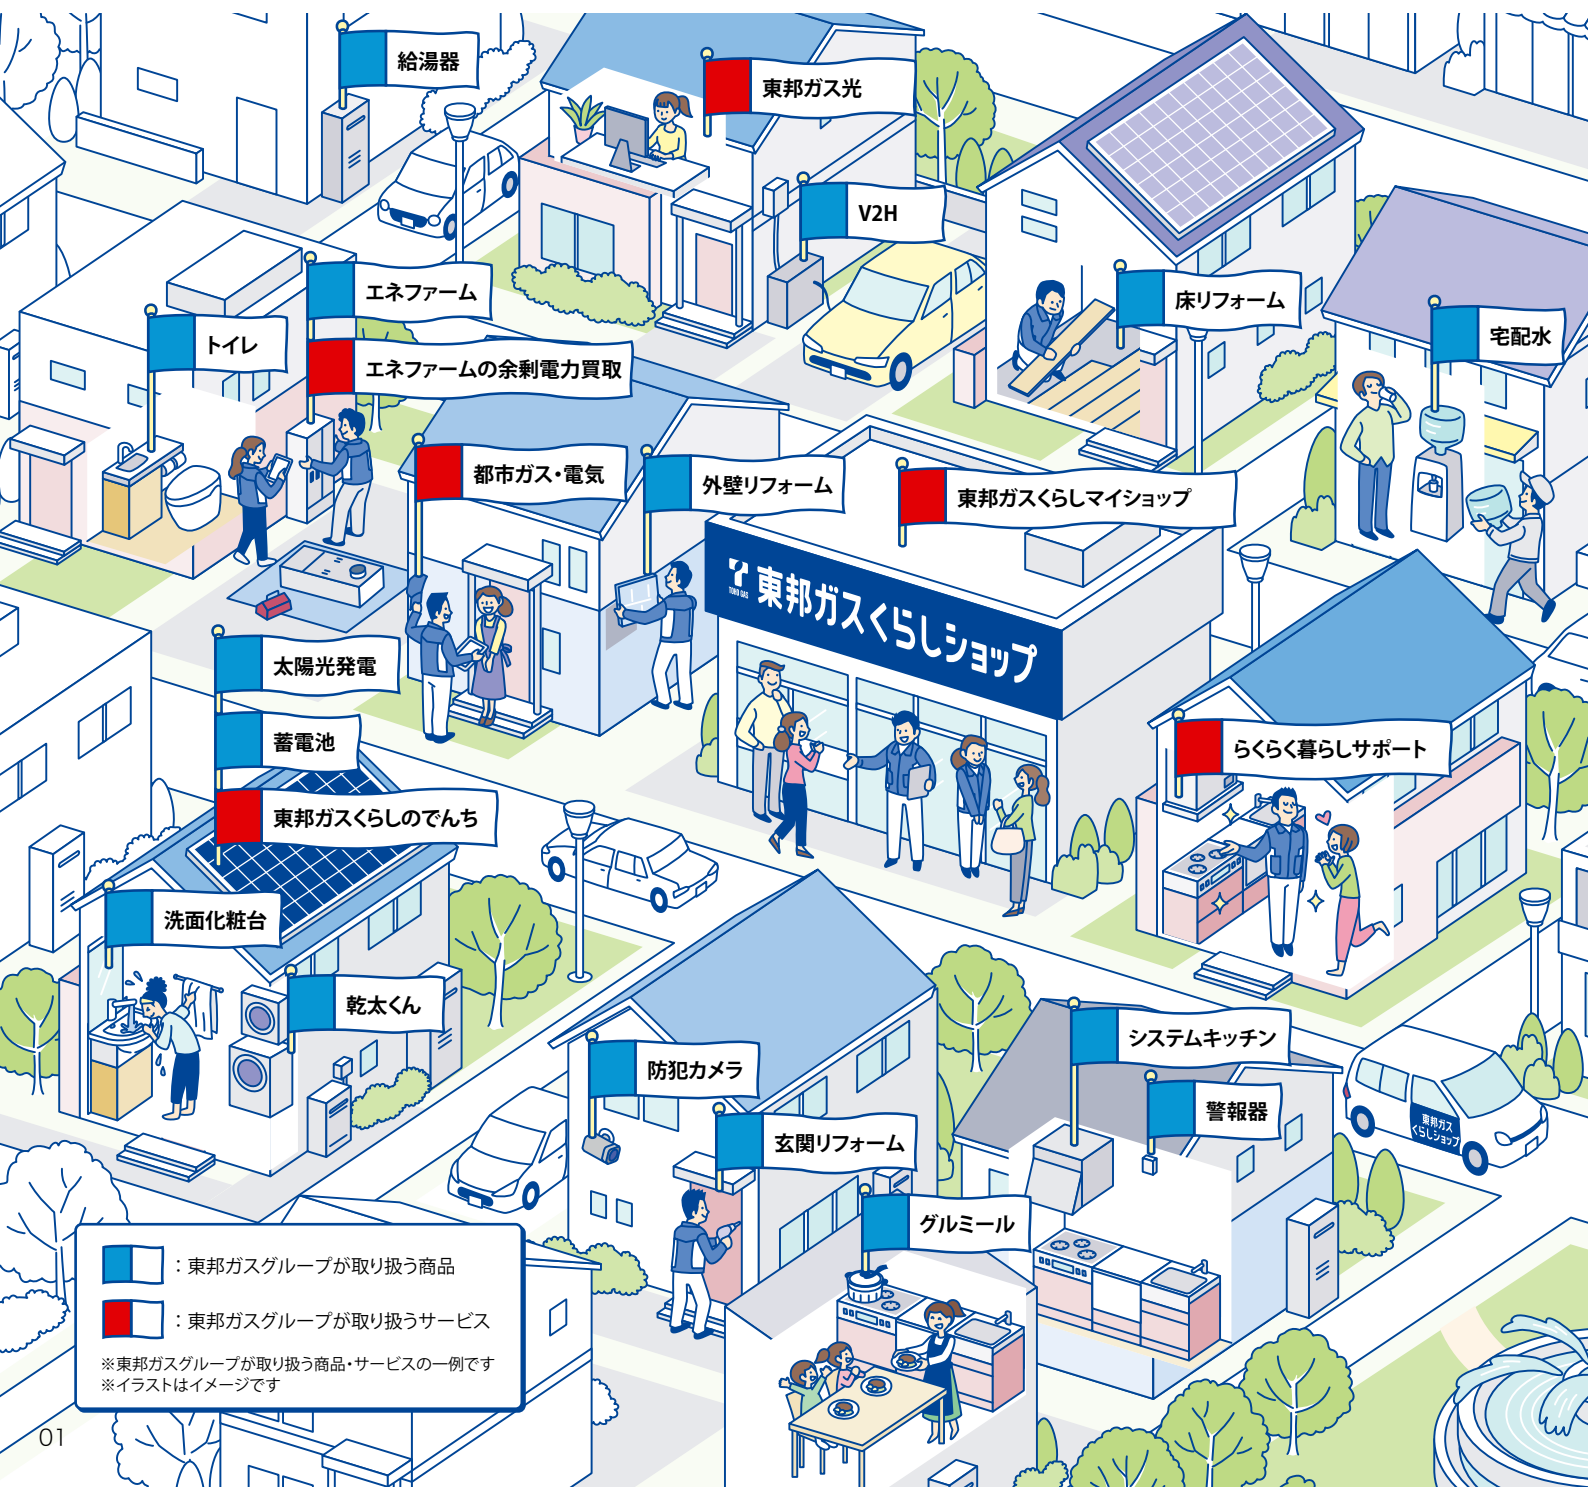 給湯器
東邦ガス光
V2H
エネファーム
床リフォーム
トイレ
宅配水
エネファームの余剰電力買取
都市ガス・電気
外壁リフォーム
東邦ガスくらしマイショップ
TOHO GAS
東邦ガスくらしショップ
太陽光発電
蓄電池
らくらく暮らしサポート
東邦ガスくらしのでんち
洗面化粧台
乾太くん
システムキッチン
防犯カメラ
警報器
東邦ガス
くらしショップ
玄関リフォーム
グルミール
：東邦ガスグループが取り扱う商品
：東邦ガスグループが取り扱うサービス
※東邦ガスグループが取り扱う商品・サービスの一例です
※イラストはイメージです
01